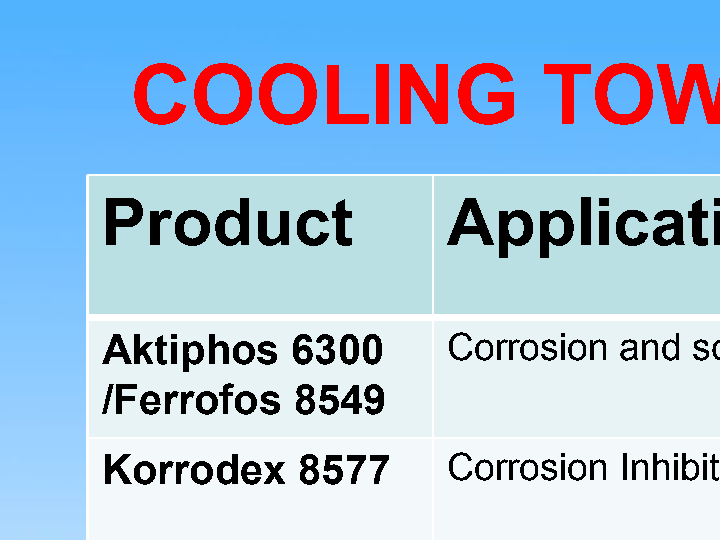 COOLING TOW
Product
Applicati
Aktiphos 6300
/Ferrofos 8549
Corrosion and sc
Korrodex 8577
Corrosion Inhibit